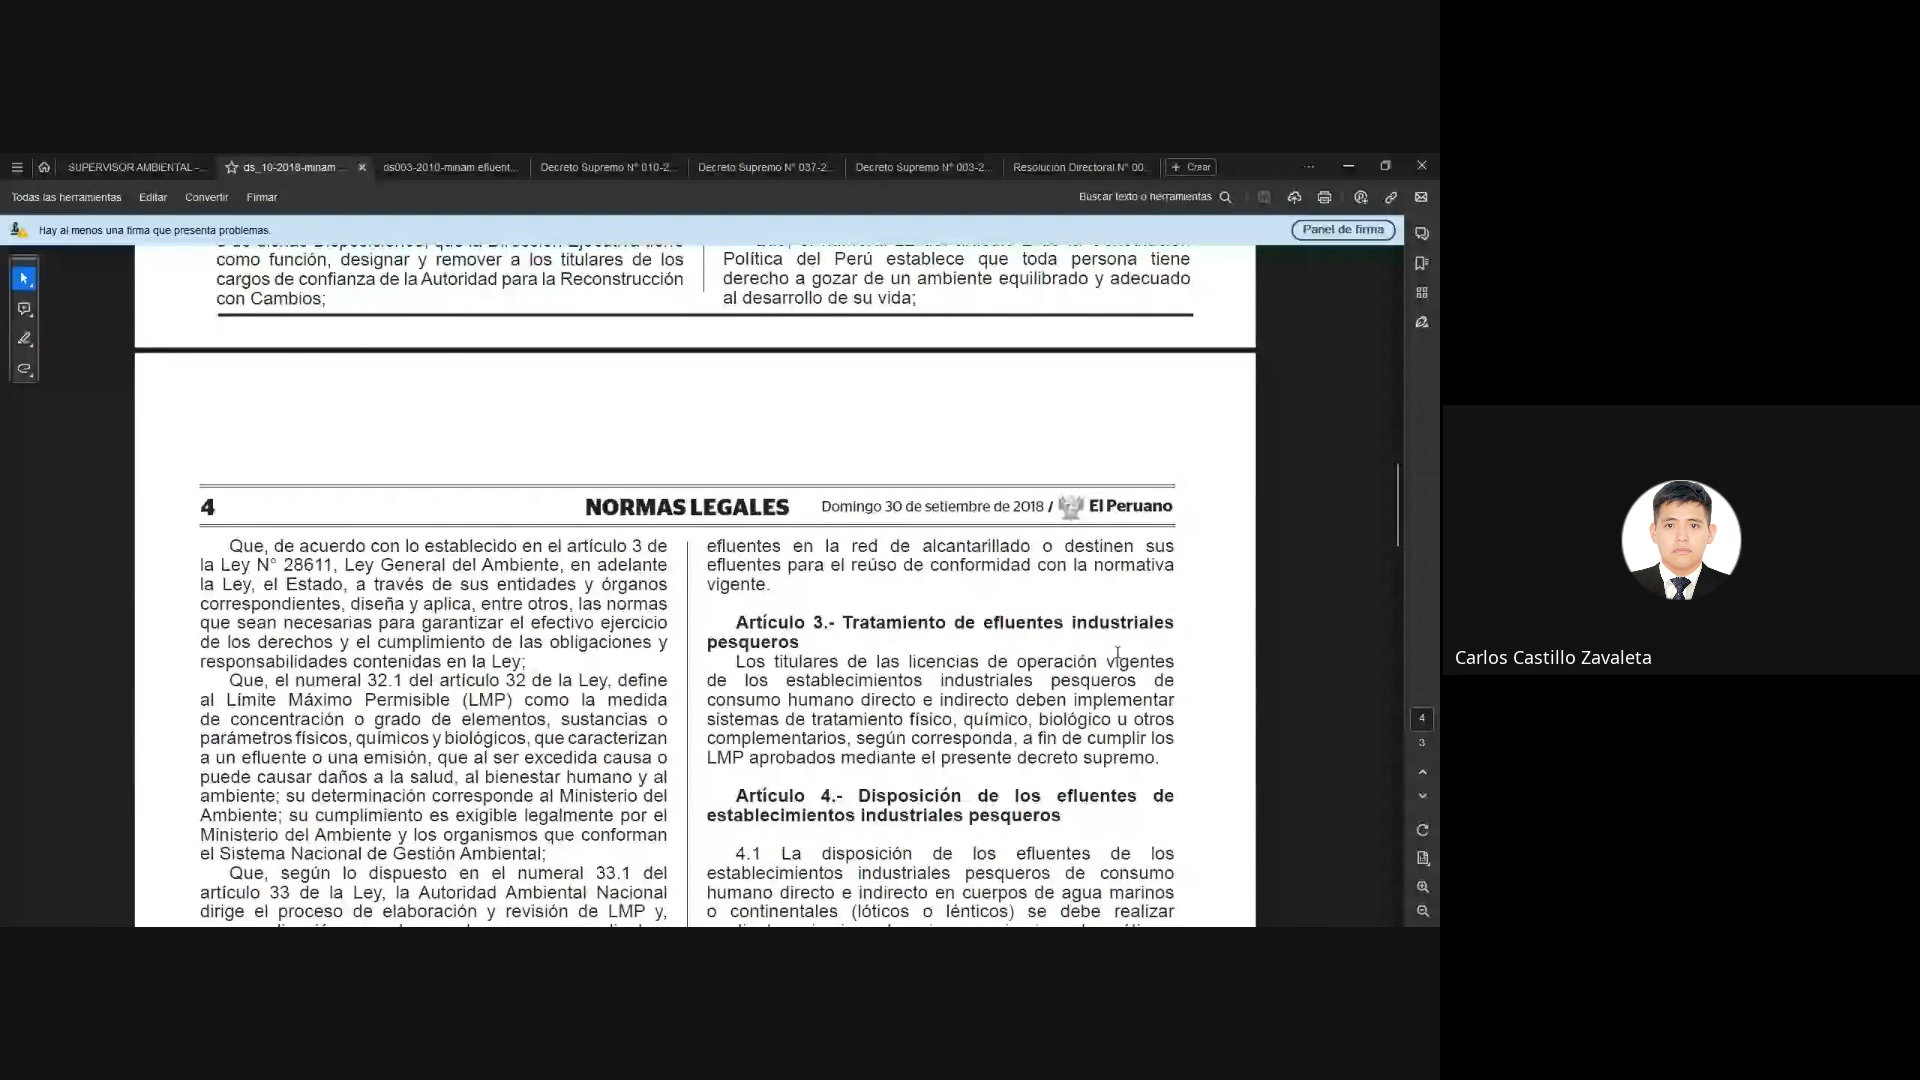 SUPERVISOR AMBIENTAL -...
ds_10-2018-minam ...
ds003-2010-minam efluent...
Decreto Supremo N° 010-2...
Decreto Supremo N° 037-2...
Decreto Supremo N° 003-2...
Resolución Directoral N° 00...
+ Crear
Todas las herramientas
Editar
Convertir
Firmar
Buscar texto o herramientas
Hay al menos una firma que presenta problemas.
Panel de firma
como función, designar y remover a los titulares de los
cargos de confianza de la Autoridad para la Reconstrucción
con Cambios;
Política del Perú establece que toda persona tiene
derecho a gozar de un ambiente equilibrado y adecuado
al desarrollo de su vida;
4
NORMAS LEGALES
Domingo 30 de setiembre de 2018 / El Peruano
Que, de acuerdo con lo establecido en el artículo 3 de
la Ley N° 28611, Ley General del Ambiente, en adelante
la Ley, el Estado, a través de sus entidades y órganos
correspondientes, diseña y aplica, entre otros, las normas
que sean necesarias para garantizar el efectivo ejercicio
de los derechos y el cumplimiento de las obligaciones y
responsabilidades contenidas en la Ley;
Que, el numeral 32.1 del artículo 32 de la Ley, define
al Límite Máximo Permisible (LMP) como la medida
de concentración o grado de elementos, sustancias o
parámetros físicos, químicos y biológicos, que caracterizan
a un efluente o una emisión, que al ser excedida causa o
puede causar daños a la salud, al bienestar humano y al
ambiente; su determinación corresponde al Ministerio del
Ambiente; su cumplimiento es exigible legalmente por el
Ministerio del Ambiente y los organismos que conforman
el Sistema Nacional de Gestión Ambiental;
Que, según lo dispuesto en el numeral 33.1 del
artículo 33 de la Ley, la Autoridad Ambiental Nacional
dirige el proceso de elaboración y revisión de LMP y,
efluentes en la red de alcantarillado o destinen sus
efluentes para el reúso de conformidad con la normativa
vigente.
Artículo 3.- Tratamiento de efluentes industriales
pesqueros
Los titulares de las licencias de operación vigentes
de los establecimientos industriales pesqueros de
consumo humano directo e indirecto deben implementar
sistemas de tratamiento físico, químico, biológico u otros
complementarios, según corresponda, a fin de cumplir los
LMP aprobados mediante el presente decreto supremo.
Artículo 4.- Disposición de los efluentes de
establecimientos industriales pesqueros
4.1 La disposición de los efluentes de los
establecimientos industriales pesqueros de consumo
humano directo e indirecto en cuerpos de agua marinos
o continentales (lóticos o lénticos) se debe realizar
4
3
Carlos Castillo Zavaleta